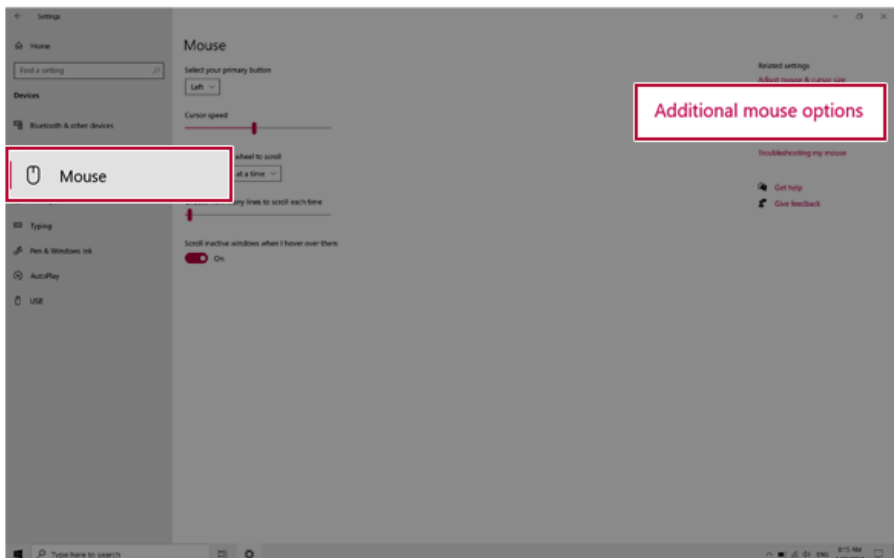 Settings
Home
Mouse
Find a setting
Select your primary button
Left
Related settings
Adjust mouse & cursor size
Devices
Additional mouse options
Bluetooth & other devices
Cursor speed
wheel to scroll
Troubleshooting my mouse
Mouse
at a time
Get help
lines to scroll each time
Give feedback
Typing
Scroll inactive windows when I hover over them
Pen & Windows Ink
On
AutoPlay
USB
Type here to search
ENG
8:15 AM